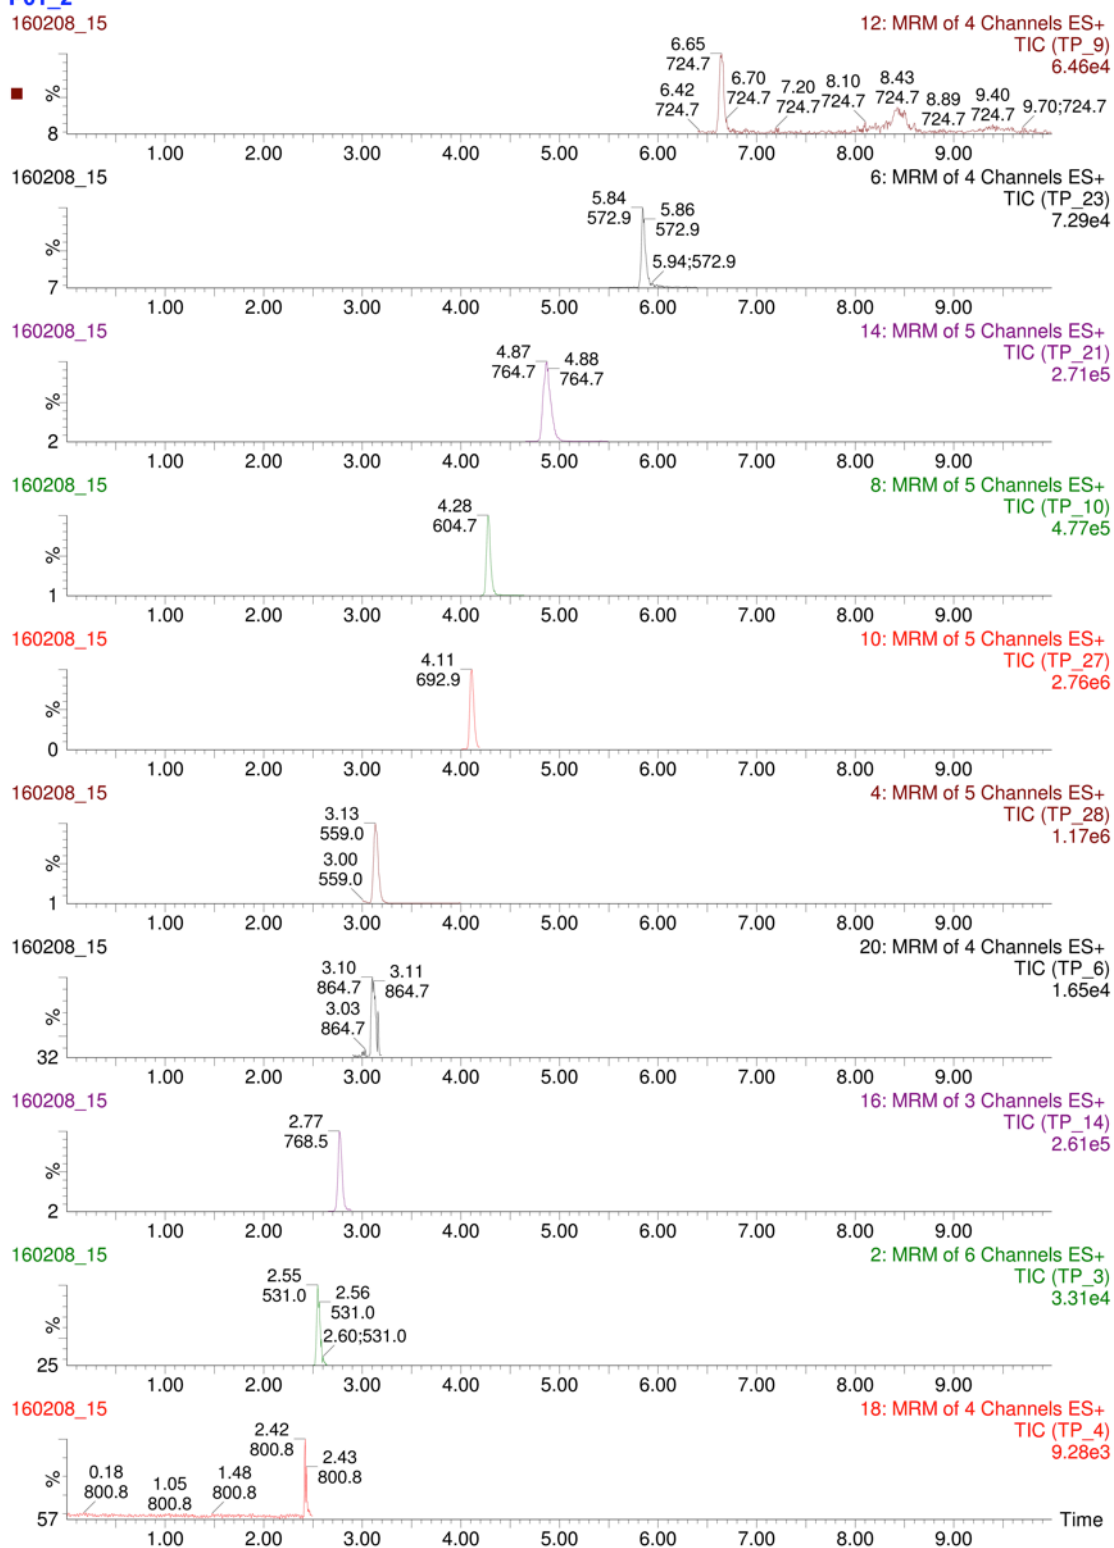 160208_15
12: MRM of 4 Channels ES+
TIC (TP_9)
6.46e4
6.65
724.7
6.42
724.7
6.70
724.7
7.20
724.7
8.10
724.7
8.43
724.7
8.89
724.7
9.40
724.7
9.70;724.7
%
8
1.00 2.00 3.00 4.00 5.00 6.00 7.00 8.00 9.00
160208_15
6: MRM of 4 Channels ES+
TIC (TP_23)
7.29e4
5.84
572.9
5.86
572.9
5.94;572.9
%
7
1.00 2.00 3.00 4.00 5.00 6.00 7.00 8.00 9.00
160208_15
14: MRM of 5 Channels ES+
TIC (TP_21)
2.71e5
4.87
764.7
4.88
764.7
%
2
1.00 2.00 3.00 4.00 5.00 6.00 7.00 8.00 9.00
160208_15
8: MRM of 5 Channels ES+
TIC (TP_10)
4.77e5
4.28
604.7
%
1
1.00 2.00 3.00 4.00 5.00 6.00 7.00 8.00 9.00
160208_15
10: MRM of 5 Channels ES+
TIC (TP_27)
2.76e6
4.11
692.9
%
0
1.00 2.00 3.00 4.00 5.00 6.00 7.00 8.00 9.00
160208_15
4: MRM of 5 Channels ES+
TIC (TP_28)
1.17e6
3.13
559.0
3.00
559.0
%
1
1.00 2.00 3.00 4.00 5.00 6.00 7.00 8.00 9.00
160208_15
20: MRM of 4 Channels ES+
TIC (TP_6)
1.65e4
3.10
864.7
3.11
864.7
3.03
864.7
%
32
1.00 2.00 3.00 4.00 5.00 6.00 7.00 8.00 9.00
160208_15
16: MRM of 3 Channels ES+
TIC (TP_14)
2.61e5
2.77
768.5
%
2
1.00 2.00 3.00 4.00 5.00 6.00 7.00 8.00 9.00
160208_15
2: MRM of 6 Channels ES+
TIC (TP_3)
3.31e4
2.55
531.0
2.56
531.0
2.60;531.0
%
25
1.00 2.00 3.00 4.00 5.00 6.00 7.00 8.00 9.00
160208_15
18: MRM of 4 Channels ES+
TIC (TP_4)
9.28e3
2.42
800.8
2.43
800.8
0.18
800.8
1.05
800.8
1.48
800.8
%
57
Time
1.00 2.00 3.00 4.00 5.00 6.00 7.00 8.00 9.00